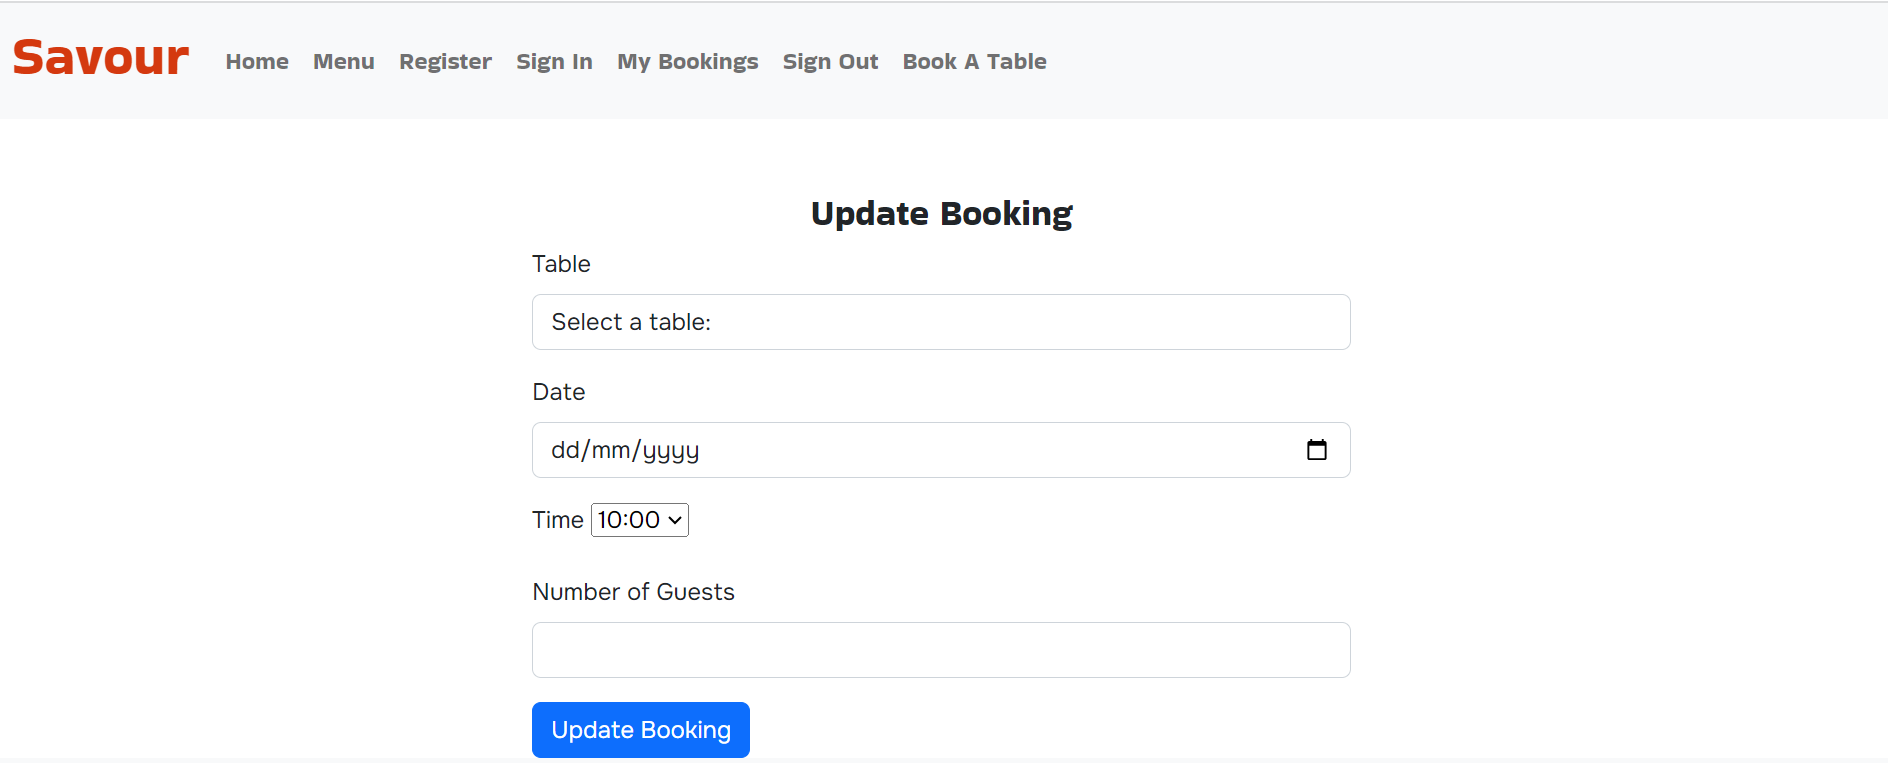 Savour Home Menu Register Sign In My Bookings Sign Out Book A Table
Update Booking
Table
Select a table:
Date
dd/mm/yyyy
Time 10:00
Number of Guests
Update Booking